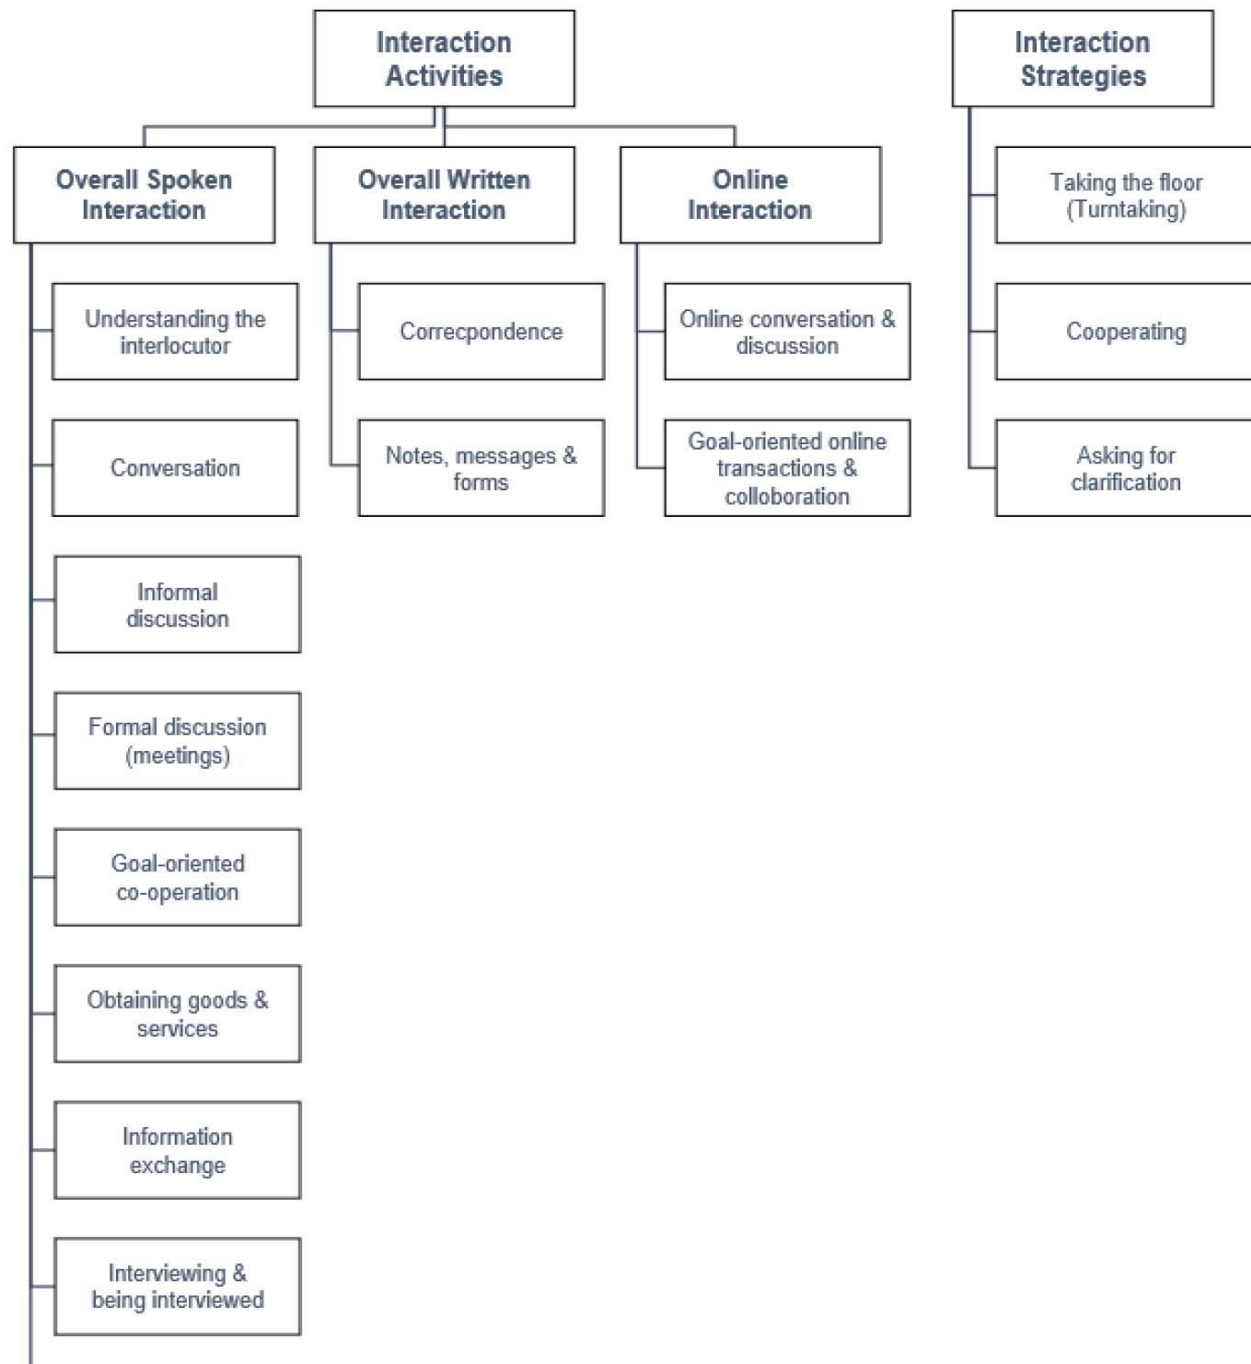 Interaction
Activities
Interaction
Strategies
Overall Spoken
Interaction
Overall Written
Interaction
Online
Interaction
Taking the floor
(Turntaking)
Understanding the
interlocutor
Correcpondence
Online conversation &
discussion
Cooperating
Conversation
Notes, messages &
forms
Goal-oriented online
transactions &
colloboration
Asking for
clarification
Informal
discussion
Formal discussion
(meetings)
Goal-oriented
co-operation
Obtaining goods &
services
Information
exchange
Interviewing &
being interviewed